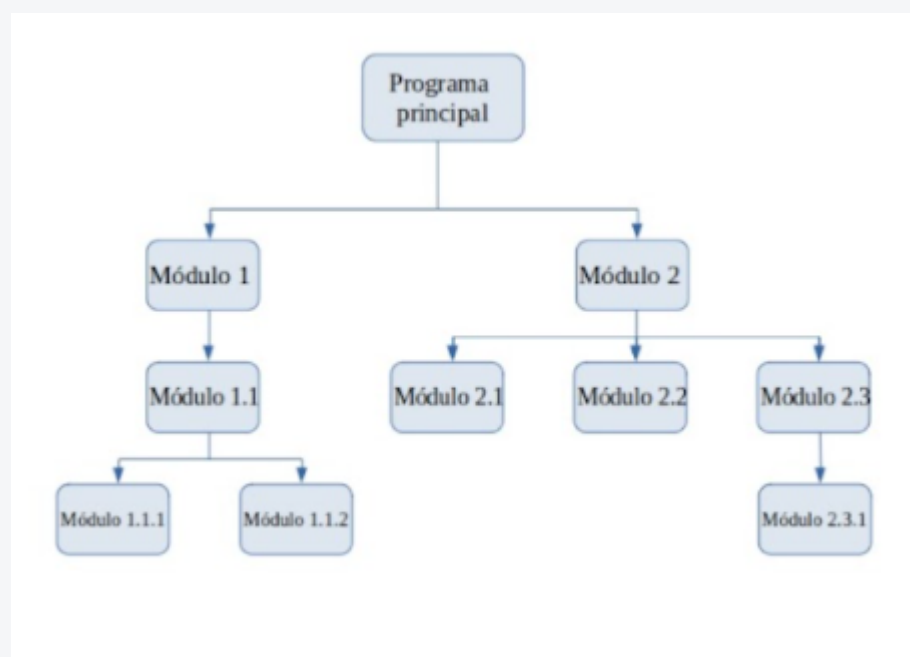 Programa
principal
Módulo 1
Módulo 2
Módulo 1.1
Módulo 2.1
Módulo 2.2
Módulo 2.3
Módulo 1.1.1
Módulo 1.1.2
Módulo 2.3.1